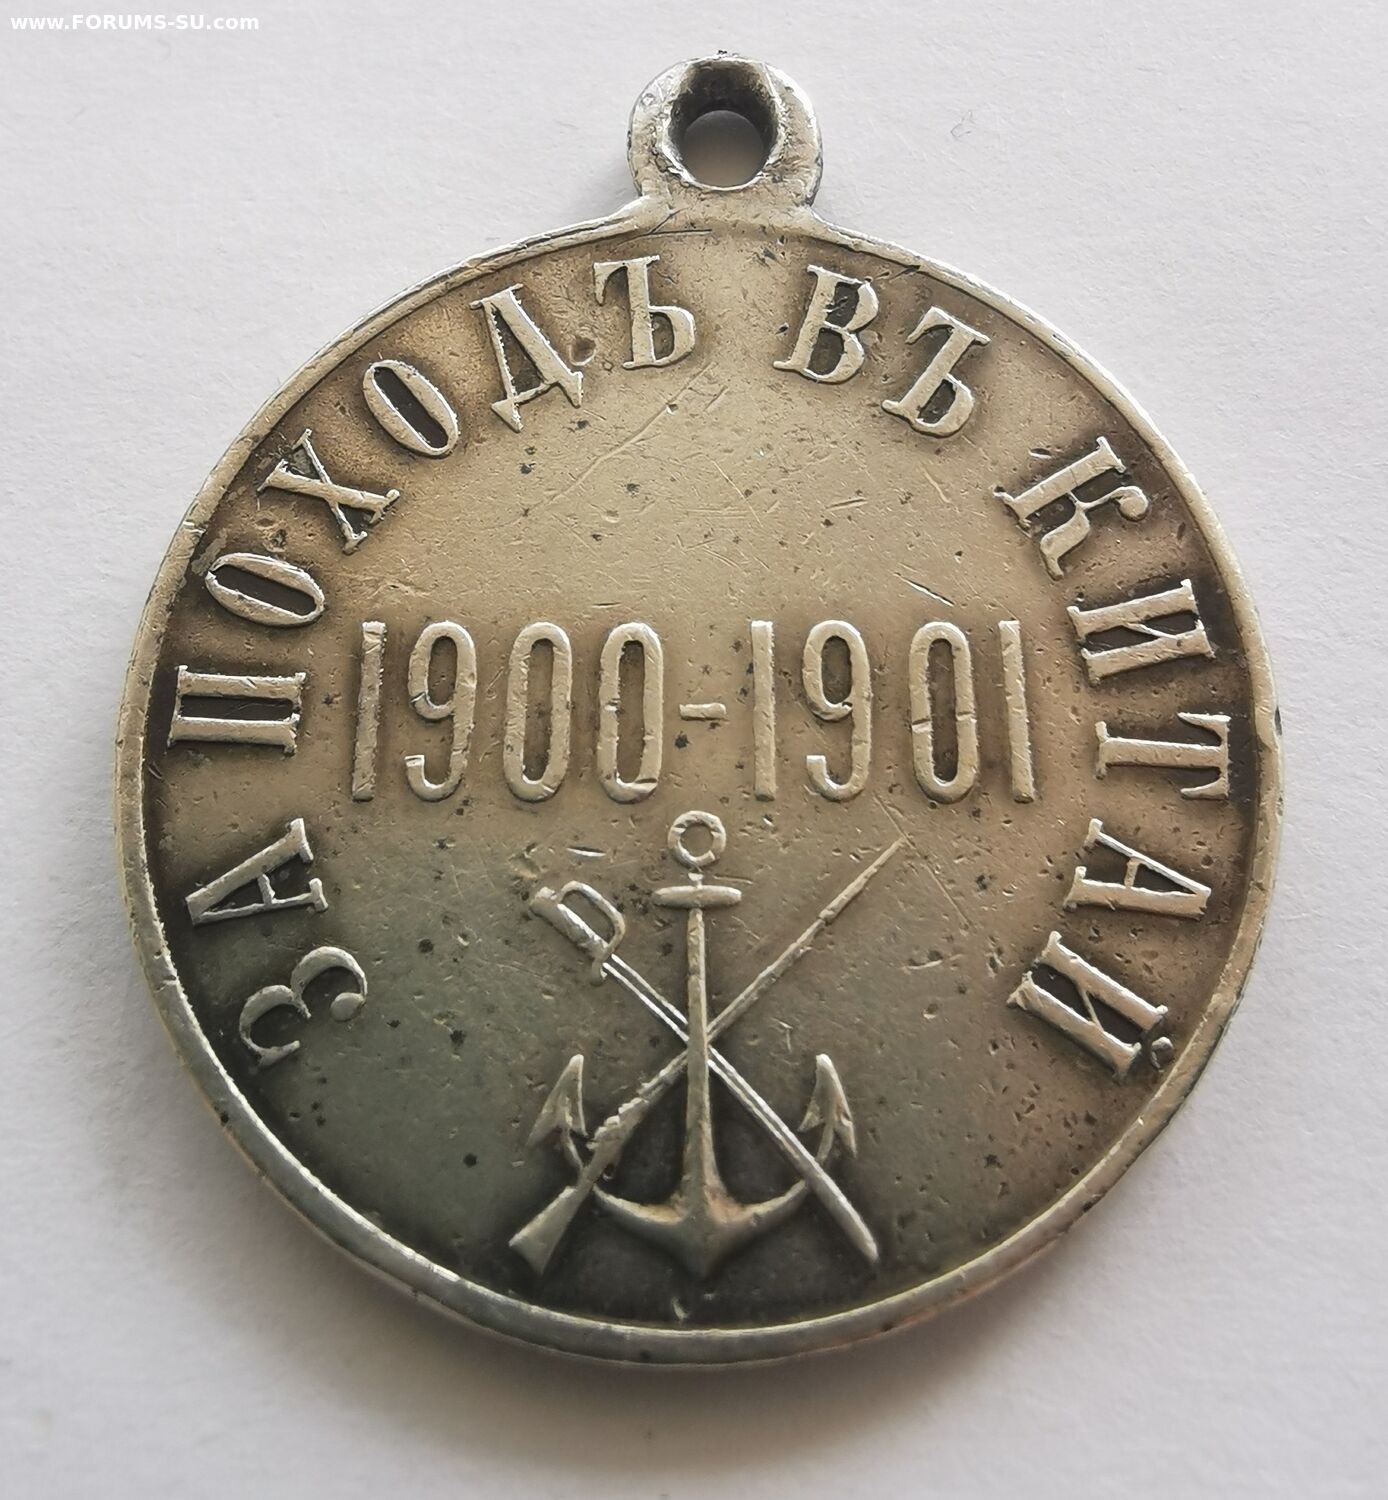 www.FORUMS-SU.com
ЗА ПОХОДЪ ВЪ КИТАЙ
1900-1901